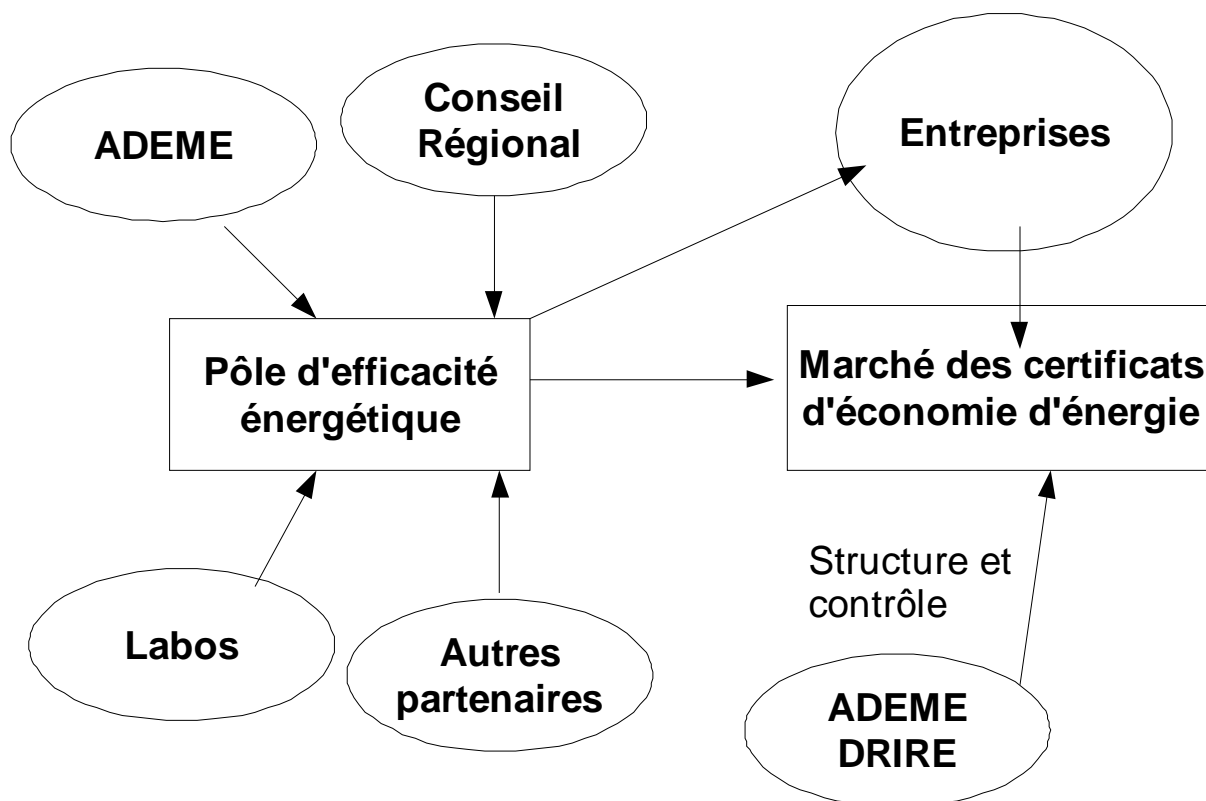 ADEME
Conseil
Régional
Entreprises
Pôle d'efficacité
énergétique
Marché des certificats
d'économie d'énergie
Labos
Autres
partenaires
Structure et
contrôle
ADEME
DRIRE